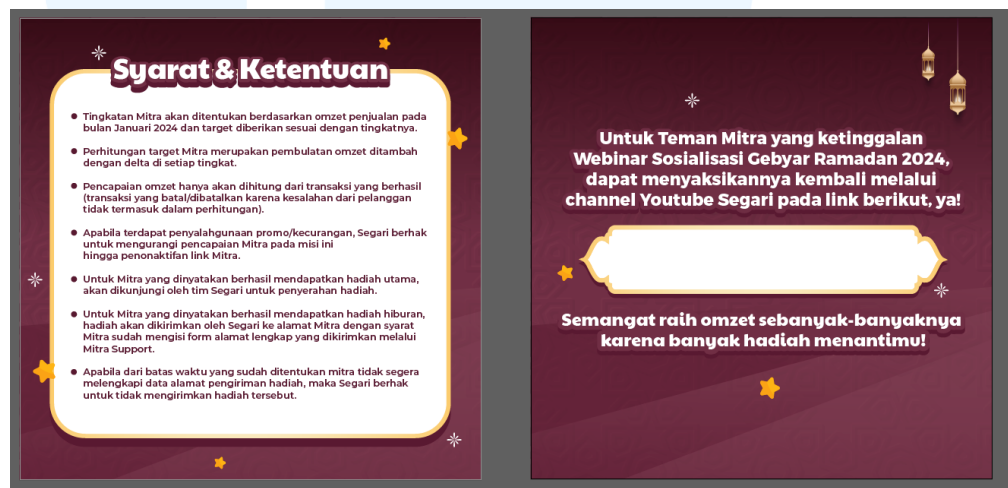 Syarat & Ketentuan
• Tingkatan Mitra akan ditentukan berdasarkan omzet penjualan pada
bulan Januari 2024 dan target diberikan sesuai dengan tingkatnya.
• Perhitungan target Mitra merupakan pembulatan omzet ditambah
dengan delta di setiap tingkat.
• Pencapaian omzet hanya akan dihitung dari transaksi yang berhasil
(transaksi yang batal/dibatalkan karena kesalahan dari pelanggan
tidak termasuk dalam perhitungan).
• Apabila terdapat penyalahgunaan promo/kecurangan, Segari berhak
untuk mengurangi pencapaian Mitra pada misi ini
hingga penonaktifan link Mitra.
• Untuk Mitra yang dinyatakan berhasil mendapatkan hadiah utama,
akan dikunjungi oleh tim Segari untuk penyerahan hadiah.
• Untuk Mitra yang dinyatakan berhasil mendapatkan hadiah hiburan,
hadiah akan dikirimkan oleh Segari ke alamat Mitra dengan syarat
Mitra sudah mengisi form alamat lengkap yang dikirimkan melalui
Mitra Support.
• Apabila dari batas waktu yang sudah ditentukan mitra tidak segera
melengkapi data alamat pengiriman hadiah, maka Segari berhak
untuk tidak mengirimkan hadiah tersebut.
Untuk Teman Mitra yang ketinggalan
Webinar Sosialisasi Gebyar Ramadan 2024,
dapat menyaksikannya kembali melalui
channel Youtube Segari pada link berikut, ya!
Semangat raih omzet sebanyak-banyaknya
karena banyak hadiah menantimu!